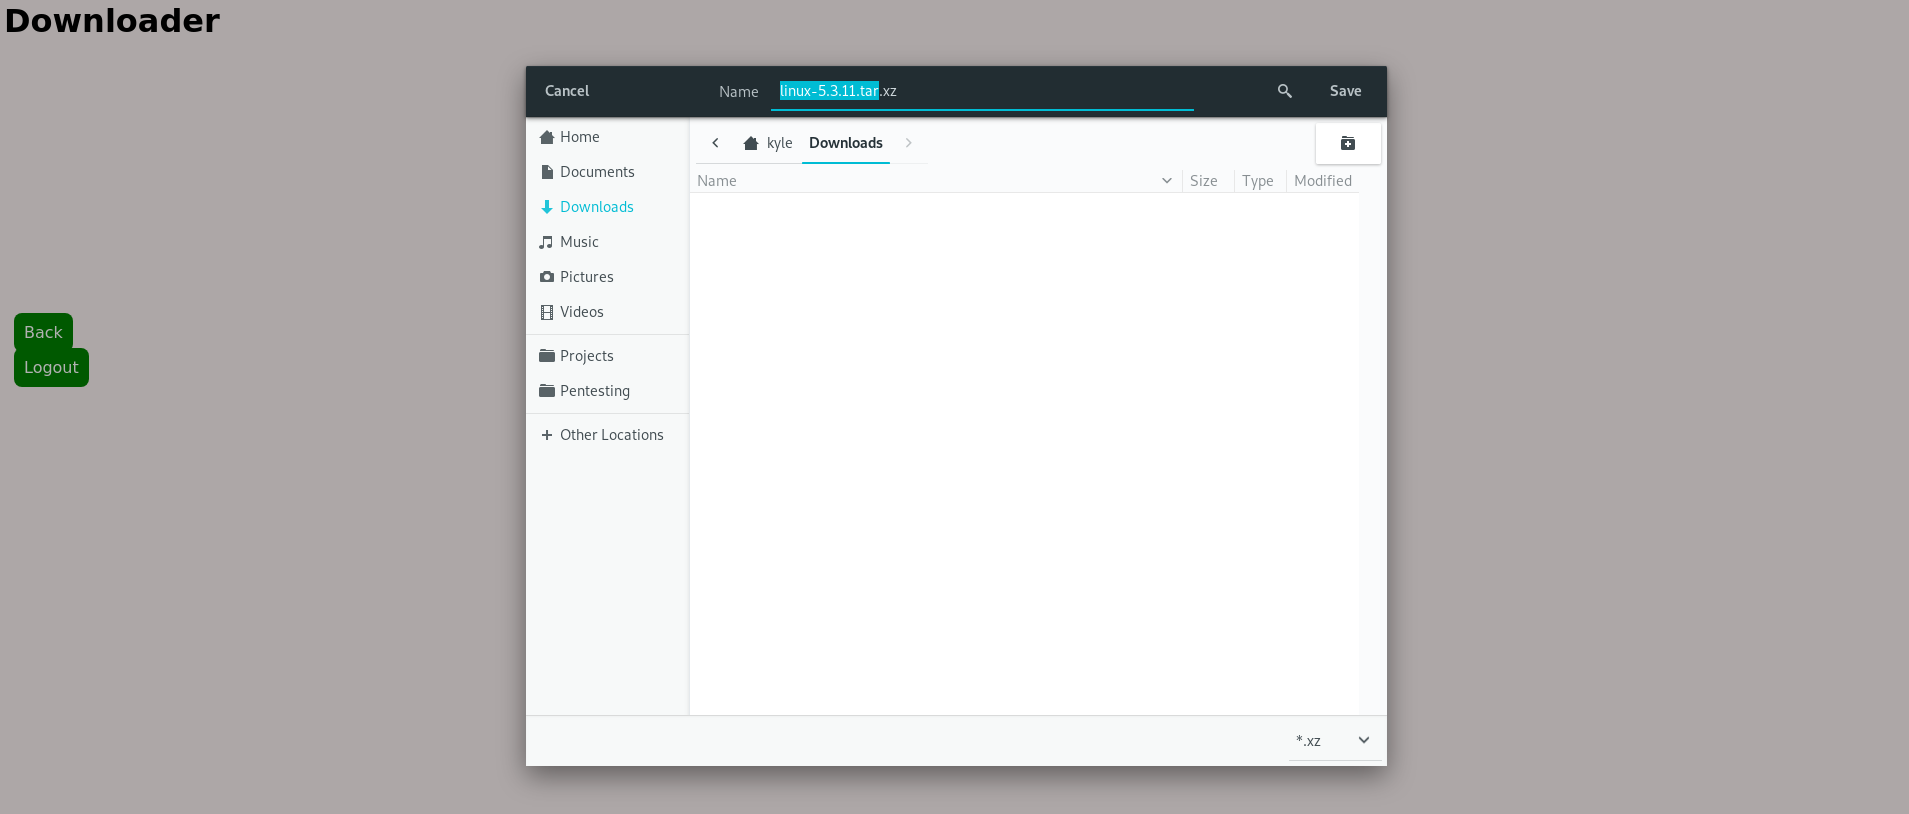 Downloader
Cancel Name linux-5.3.11.tar.xz Save
Home
Documents
Downloads
Music
Pictures
Videos
Projects
Pentesting
Other Locations
kyle Downloads
Name Size Type Modified
*.xz
Back
Logout